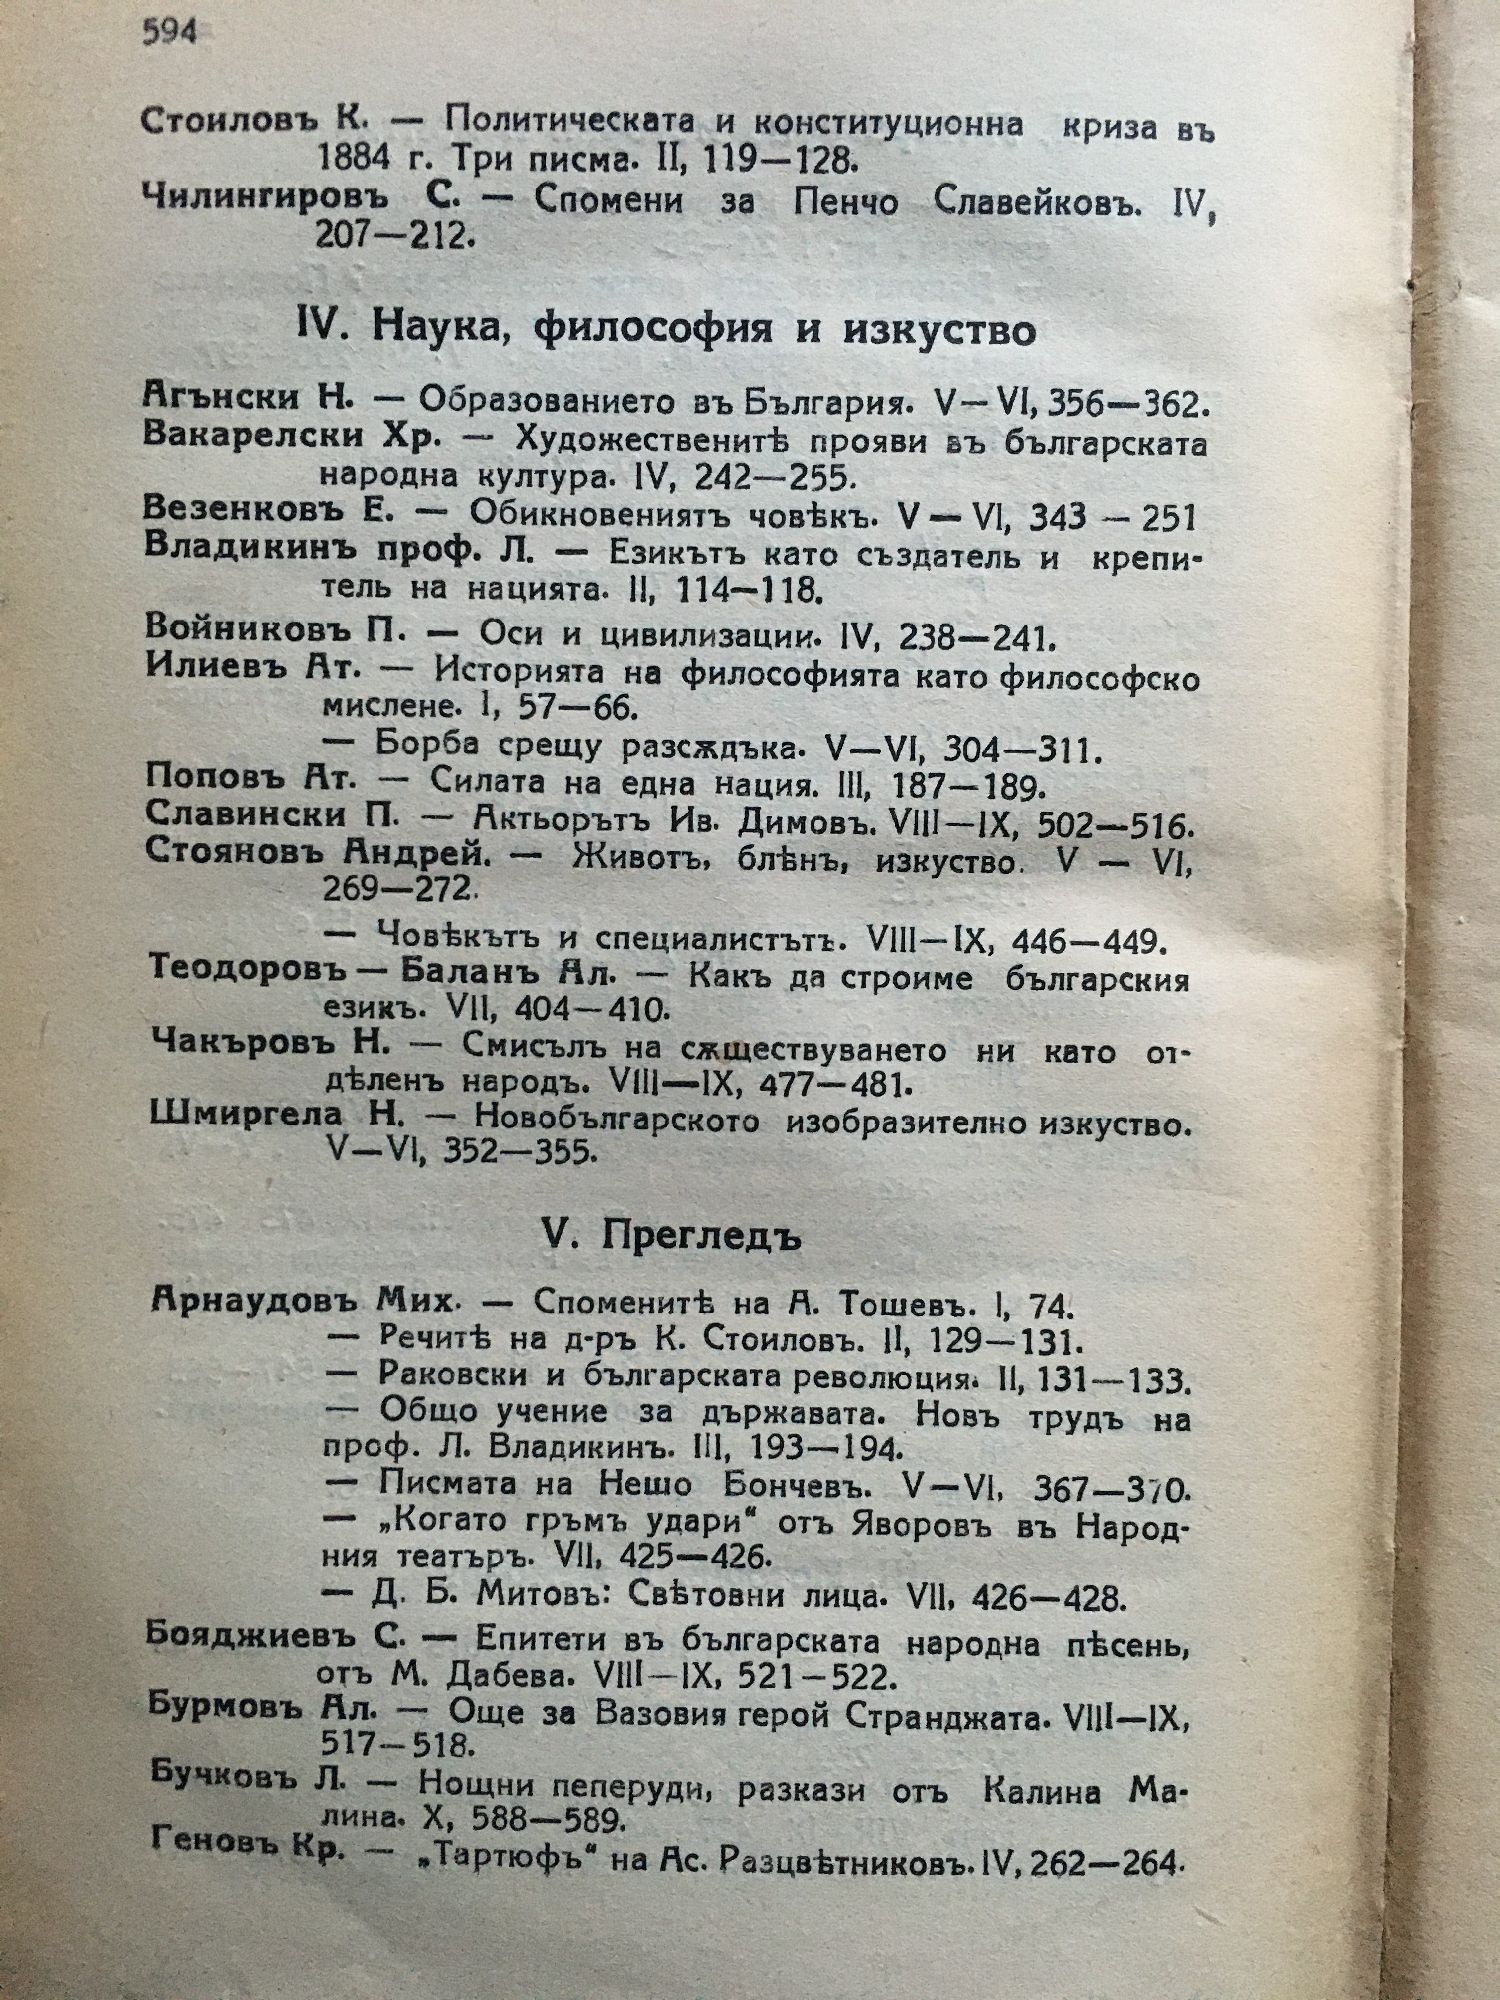 594
Стоиловъ К. — Политическата и конституционна криза въ
1884 г. Три писма. II, 119—128.
Чилингировъ С. — Спомени за Пенчо Славейковъ. IV,
207—212.
IV. Наука, философия и изкуство
Агънски Н. — Образованието въ България. V—VI, 356—362.
Вакарелски Хр. — Художественитѣ прояви въ българската
народна култура. IV, 242—255.
Везенковъ Е. — Обикновениятъ човѣкъ. V — VI, 343 — 251
Владикинъ проф. Л. — Езикътъ като създатель и крепи-
тель на нацията. II, 114—118.
Войниковъ П. — Оси и цивилизации. IV, 238—241.
Илиевъ Ат. — Историята на философията като философско
мислене. I, 57—66.
— Борба срещу разсѫдъка. V—VI, 304—311.
Поповъ Ат. — Силата на една нация. III, 187—189.
Славински П. — Актьорътъ Ив. Димовъ. VIII—IX, 502—516.
Стояновъ Андрей. — Животъ, блѣнъ, изкуство. V — VI,
269—272.
— Човѣкътъ и специалистътъ. VIII—IX, 446—449.
Теодоровъ — Баланъ Ал. — Какъ да строиме българския
езикъ. VII, 404—410.
Чакъровъ Н. — Смисълъ на сѫществуването ни като от-
дѣленъ народъ. VIII—IX, 477—481.
Шмиргела Н. — Новобългарското изобразително изкуство.
V—VI, 352—355.
V. Прегледъ
Арнаудовъ Мих. — Споменитѣ на А. Тошевъ. I, 74.
— Речитѣ на д-ръ К. Стоиловъ. II, 129—131.
— Раковски и българската революция. II, 131—133.
— Общо учение за държавата. Новъ трудъ на
проф. Л. Владикинъ. III, 193—194.
— Писмата на Нешо Бончевъ. V—VI, 367—370.
— „Когато гръмъ удари“ отъ Яворовъ въ Народ-
ния театъръ. VII, 425—426.
— Д. Б. Митовъ: Свѣтовни лица. VII, 426—428.
Бояджиевъ С. — Епитети въ българската народна пѣсень,
отъ М. Дабева. VIII—IX, 521—522.
Бурмовъ Ал. — Още за Вазовия герой Странджата. VIII—IX,
517—518.
Бучковъ Л. — Нощни пеперуди, разкази отъ Калина Ма-
лина. X, 588—589.
Геновъ Кр. — „Тартюфъ“ на Ас. Разцвѣтниковъ. IV, 262—264.